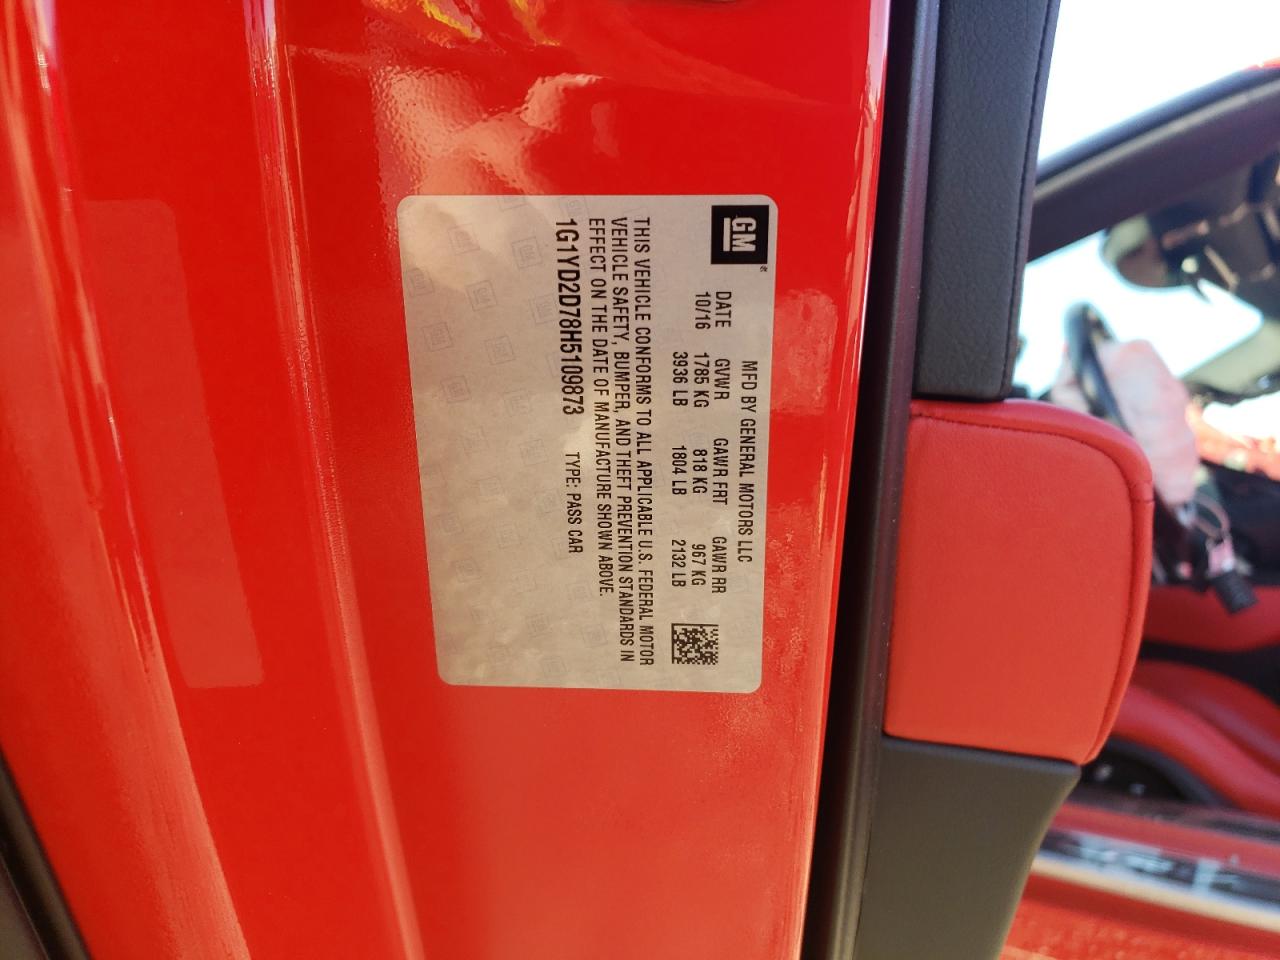 GM
MFD BY GENERAL MOTORS LLC
DATE GVWR GAWR FRT GAWR RR
10/16 1785 KG 818 KG 967 KG
3936 LB 1804 LB 2132 LB
THIS VEHICLE CONFORMS TO ALL APPLICABLE U.S. FEDERAL MOTOR
VEHICLE SAFETY, BUMPER, AND THEFT PREVENTION STANDARDS IN
EFFECT ON THE DATE OF MANUFACTURE SHOWN ABOVE.
1G1YD2D78H5109873 TYPE: PASS CAR